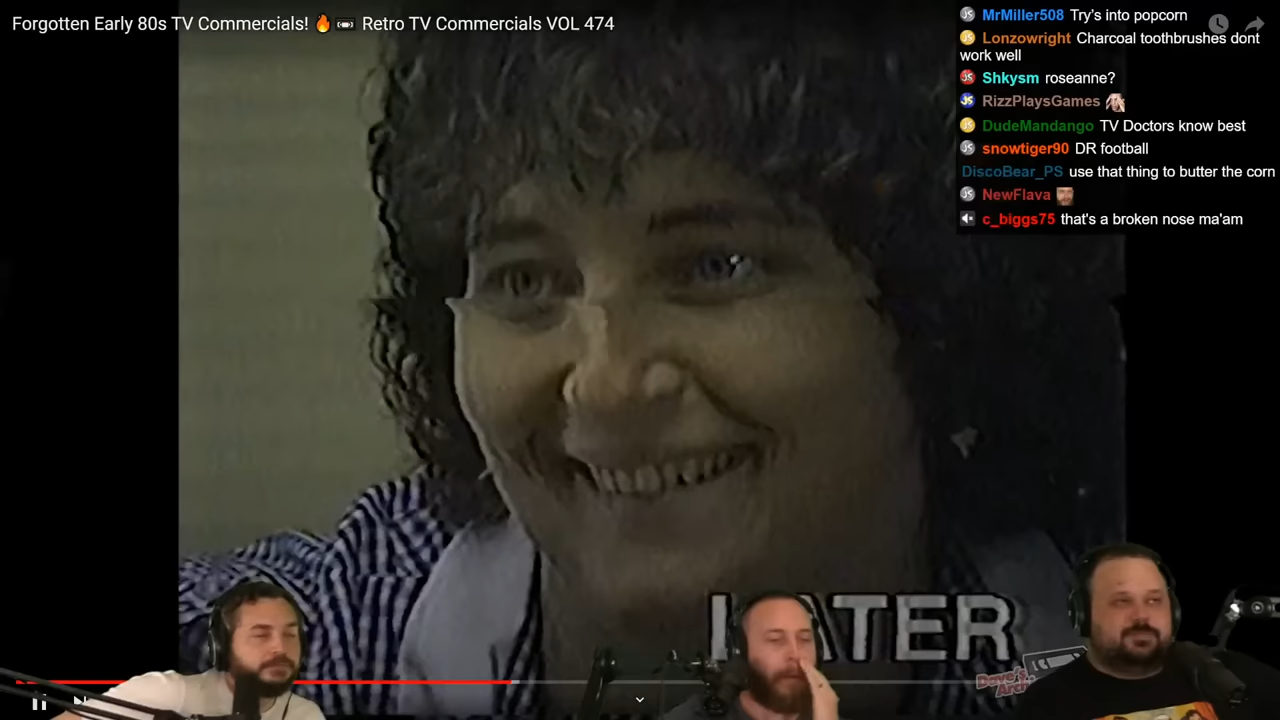 Forgotten Early 80s TV Commercials! 🔥📼 Retro TV Commercials VOL 474
MrMiller508 Try's into popcorn
Lonzowright Charcoal toothbrushes dont
work well
Shkysm roseanne?
RizzPlaysGames
DudeMandango TV Doctors know best
snowtiger90 DR football
DiscoBear_PS use that thing to butter the corn
NewFlava
c_biggs75 that's a broken nose ma'am
LATER
Dave's